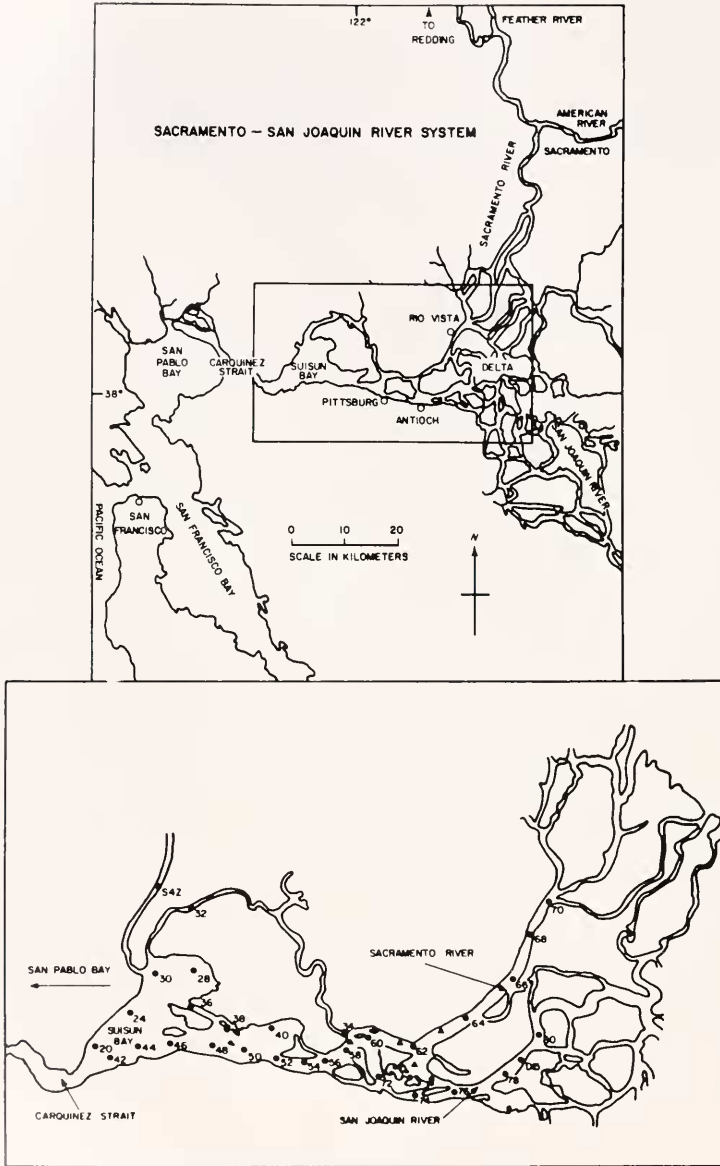 122°
TO
REDDING
FEATHER RIVER
AMERICAN
RIVER
SACRAMENTO
SACRAMENTO – SAN JOAQUIN RIVER SYSTEM
SACRAMENTO RIVER
RIO VISTA
SAN
PABLO
BAY
CARQUINEZ
STRAIT
SUISUN
BAY
DELTA
38°
PITTSBURG
ANTIOCH
SAN JOAQUIN RIVER
PACIFIC OCEAN
SAN
FRANCISCO
SAN FRANCISCO BAY
0 10 20
SCALE IN KILOMETERS
N
S42
32
70
68
SACRAMENTO RIVER
SAN PABLO BAY
30
28
66
36
24
64
SUISUN
BAY
38
40
34
60
62
20
44
46
48
50
58
42
52
54
56
72
78
74
76
CARQUINEZ STRAIT
SAN JOAQUIN RIVER